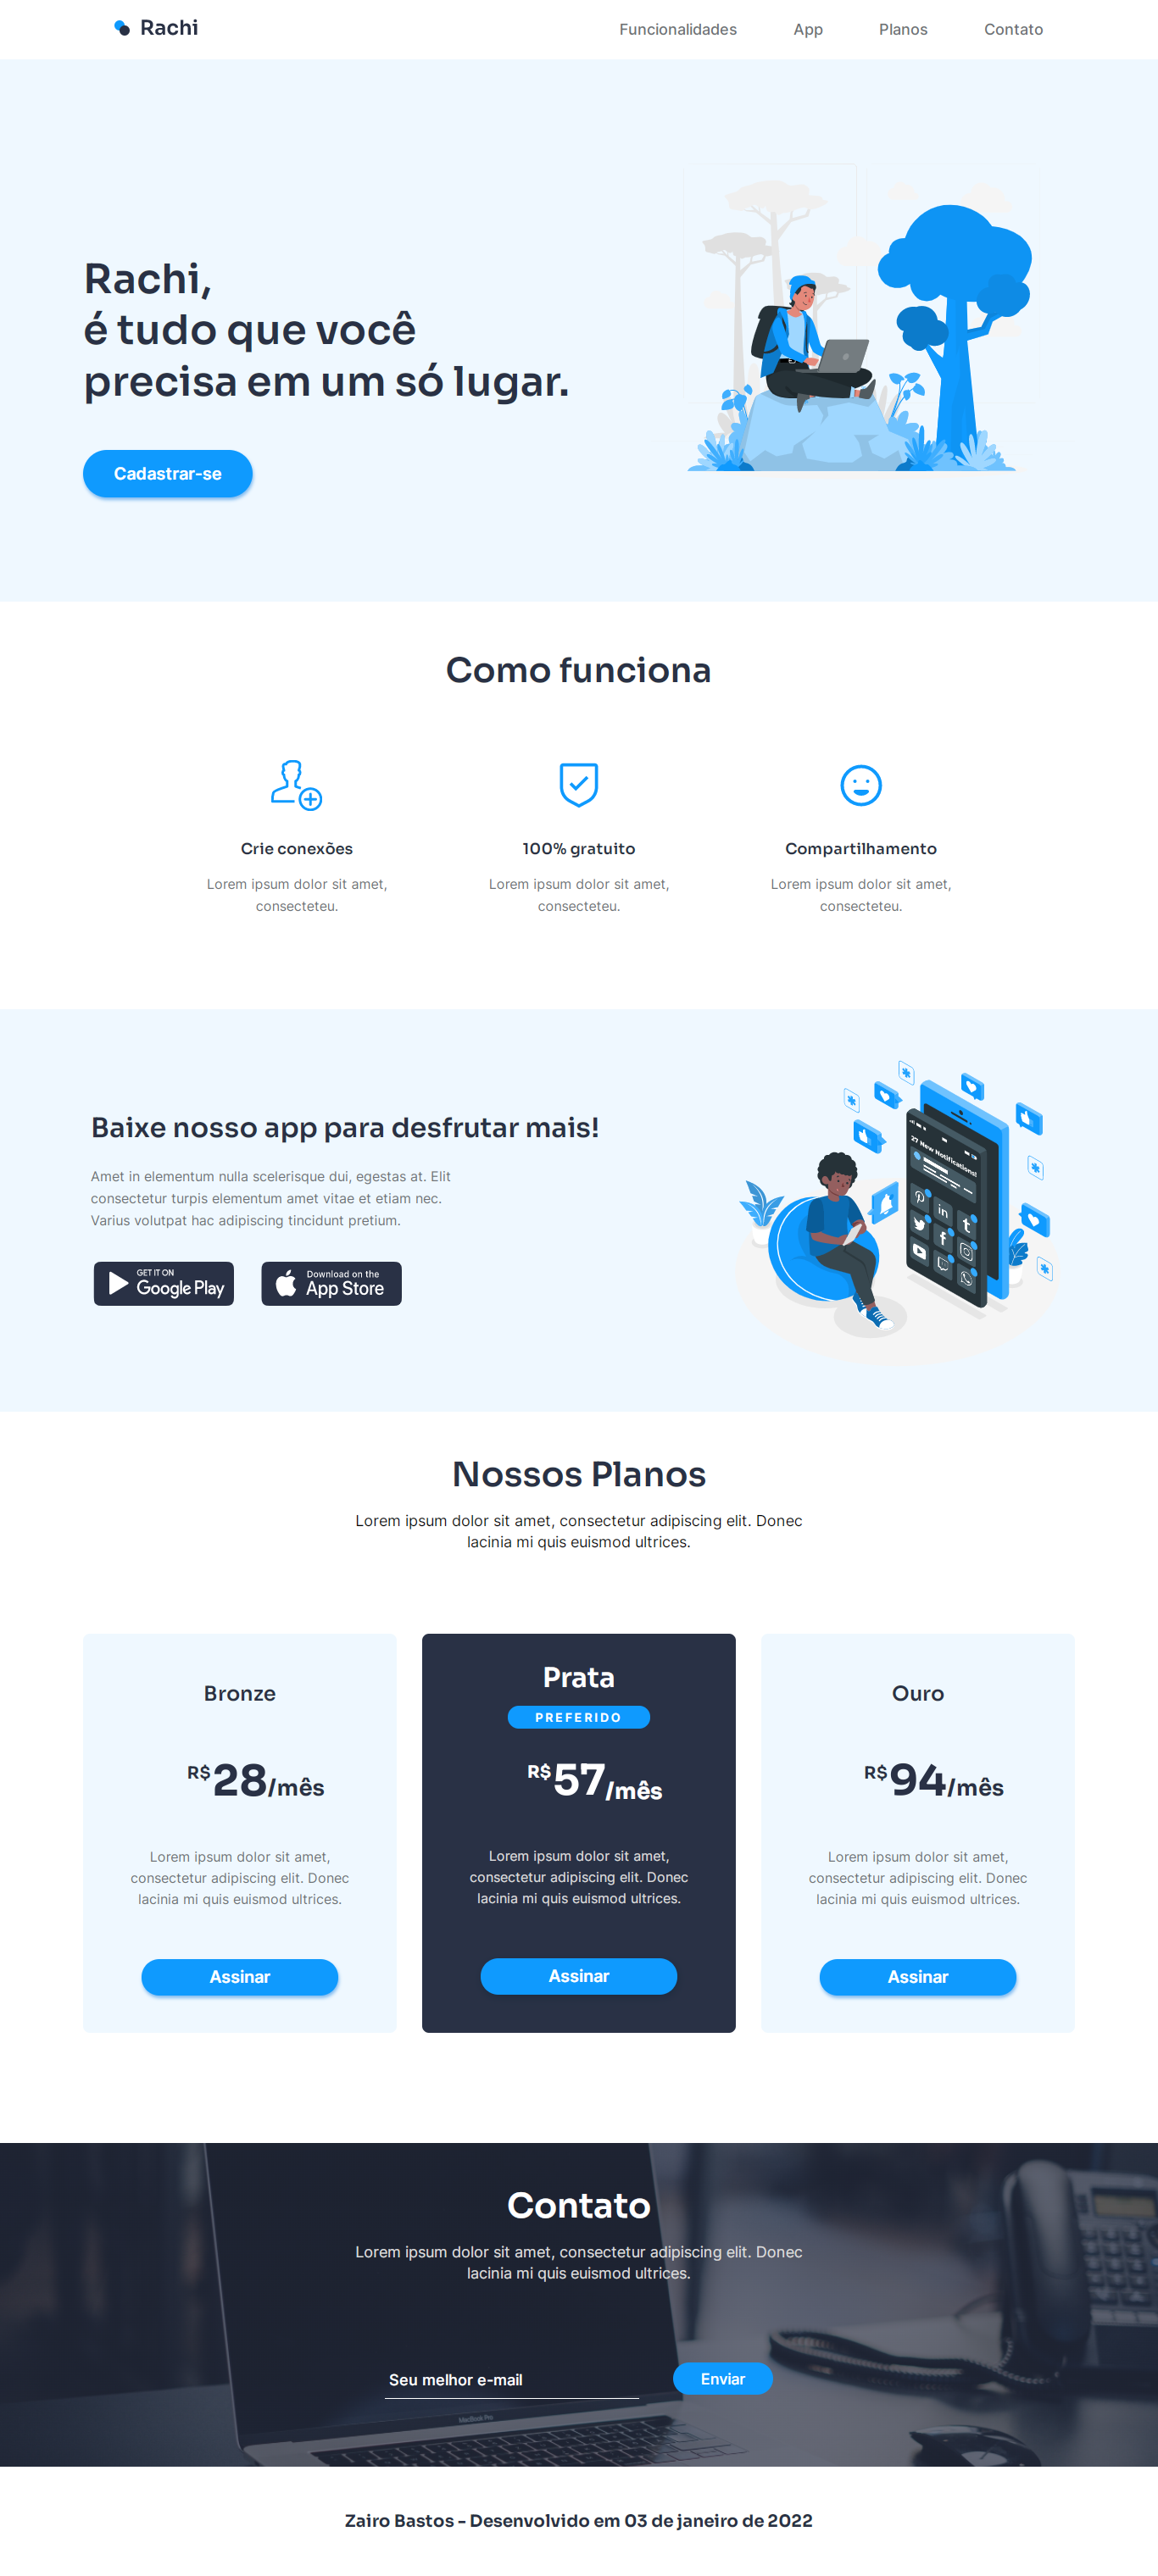 Rachi
Funcionalidades
App
Planos
Contato
Rachi,
é tudo que você
precisa em um só lugar.
Cadastrar-se
Como funciona
Crie conexões
Lorem ipsum dolor sit amet,
consecteteu.
100% gratuito
Lorem ipsum dolor sit amet,
consecteteu.
Compartilhamento
Lorem ipsum dolor sit amet,
consecteteu.
Baixe nosso app para desfrutar mais!
Amet in elementum nulla scelerisque dui, egestas at. Elit
consectetur turpis elementum amet vitae et etiam nec.
Varius volutpat hac adipiscing tincidunt pretium.
GET IT ON
Google Play
Download on the
App Store
27 New Notifications!
Nossos Planos
Lorem ipsum dolor sit amet, consectetur adipiscing elit. Donec
lacinia mi quis euismod ultrices.
Bronze
R$28/mês
Lorem ipsum dolor sit amet,
consectetur adipiscing elit. Donec
lacinia mi quis euismod ultrices.
Assinar
Prata
PREFERIDO
R$57/mês
Lorem ipsum dolor sit amet,
consectetur adipiscing elit. Donec
lacinia mi quis euismod ultrices.
Assinar
Ouro
R$94/mês
Lorem ipsum dolor sit amet,
consectetur adipiscing elit. Donec
lacinia mi quis euismod ultrices.
Assinar
Contato
Lorem ipsum dolor sit amet, consectetur adipiscing elit. Donec
lacinia mi quis euismod ultrices.
Seu melhor e-mail
Enviar
MacBook Pro
Zairo Bastos - Desenvolvido em 03 de janeiro de 2022